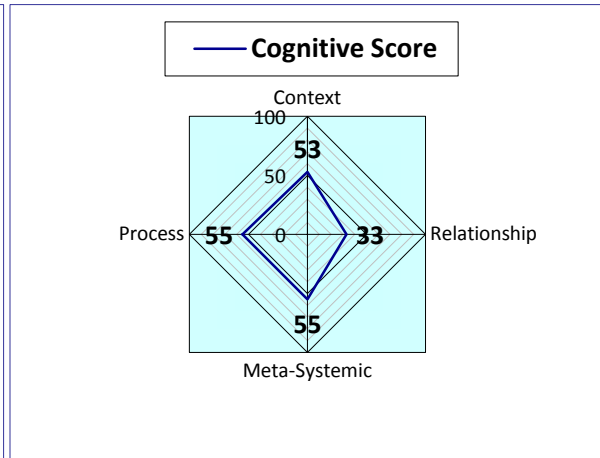 Cognitive Score
Context
100
53
50
Process 55 0 33 Relationship
55
Meta-Systemic